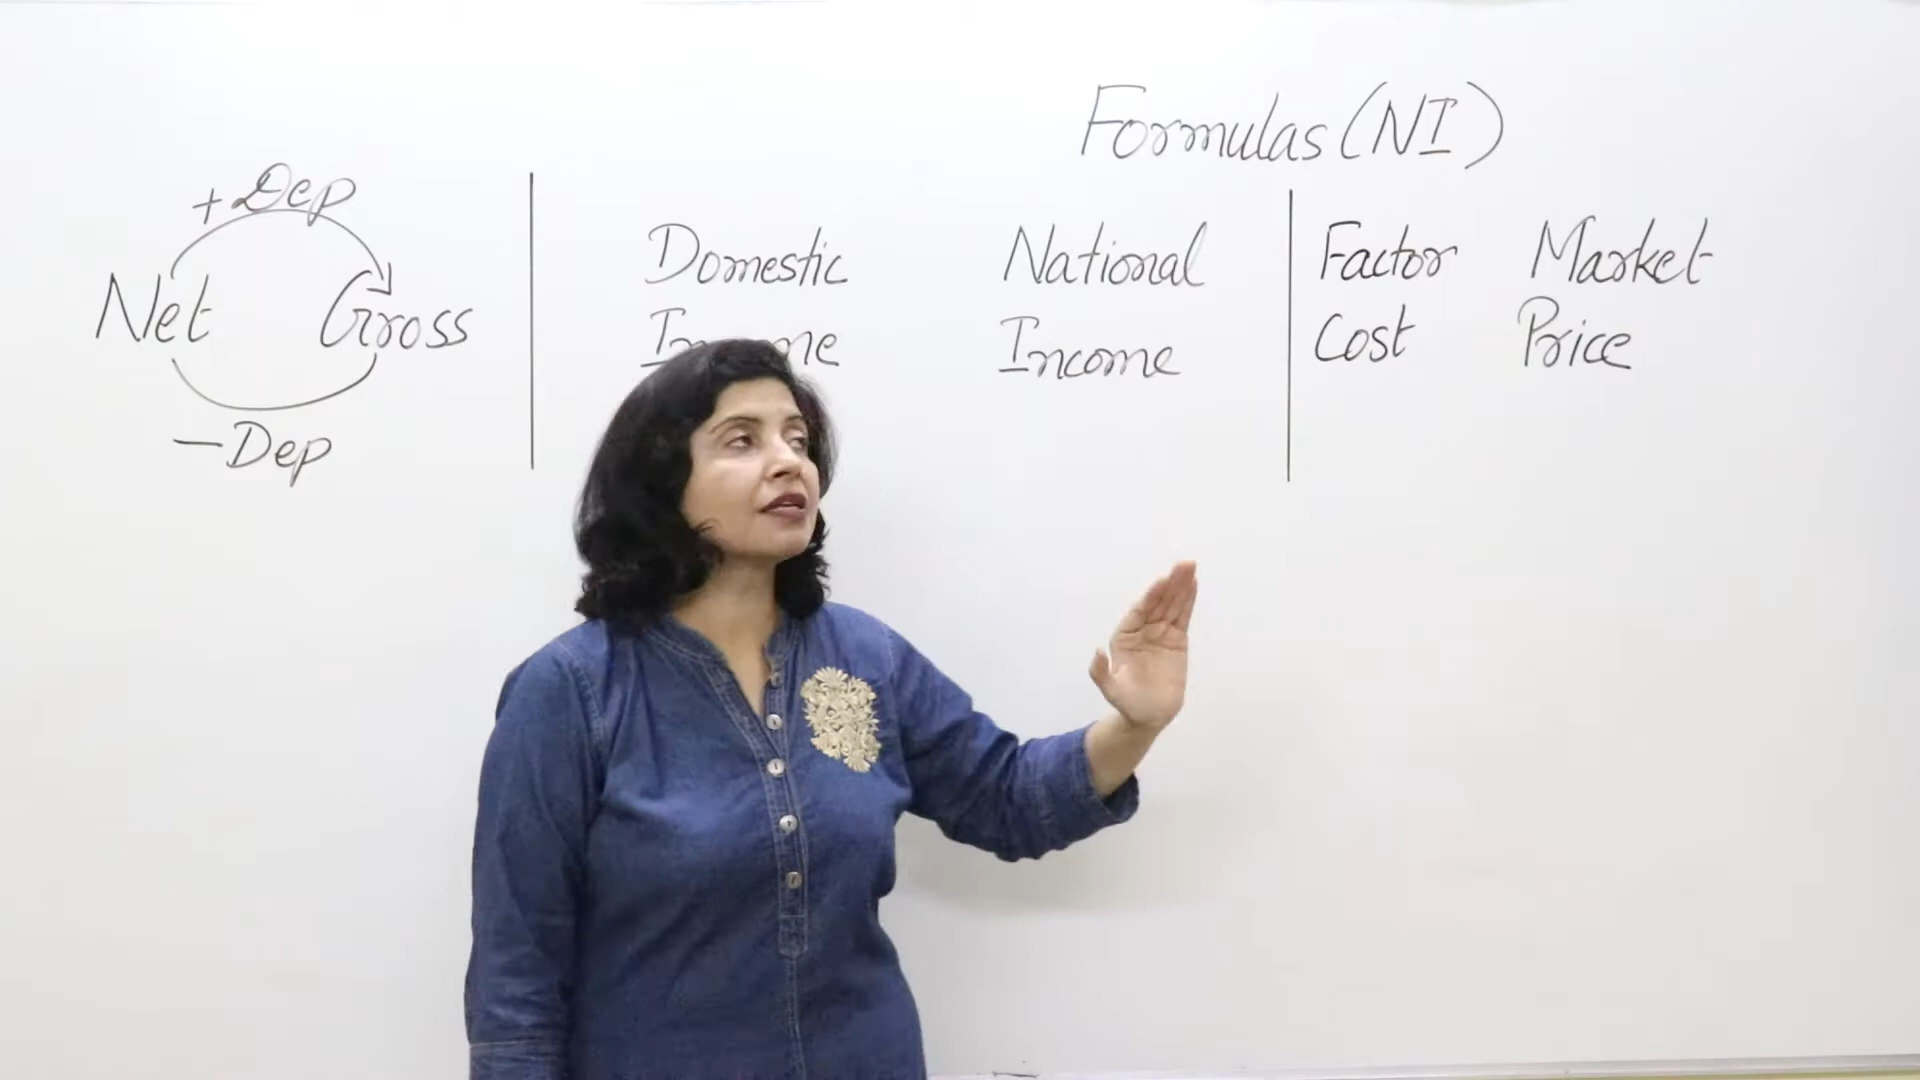 Formulas (NI)
+ Dep
Net Gross
- Dep
Domestic National
Income
Factor Market
Cost Price